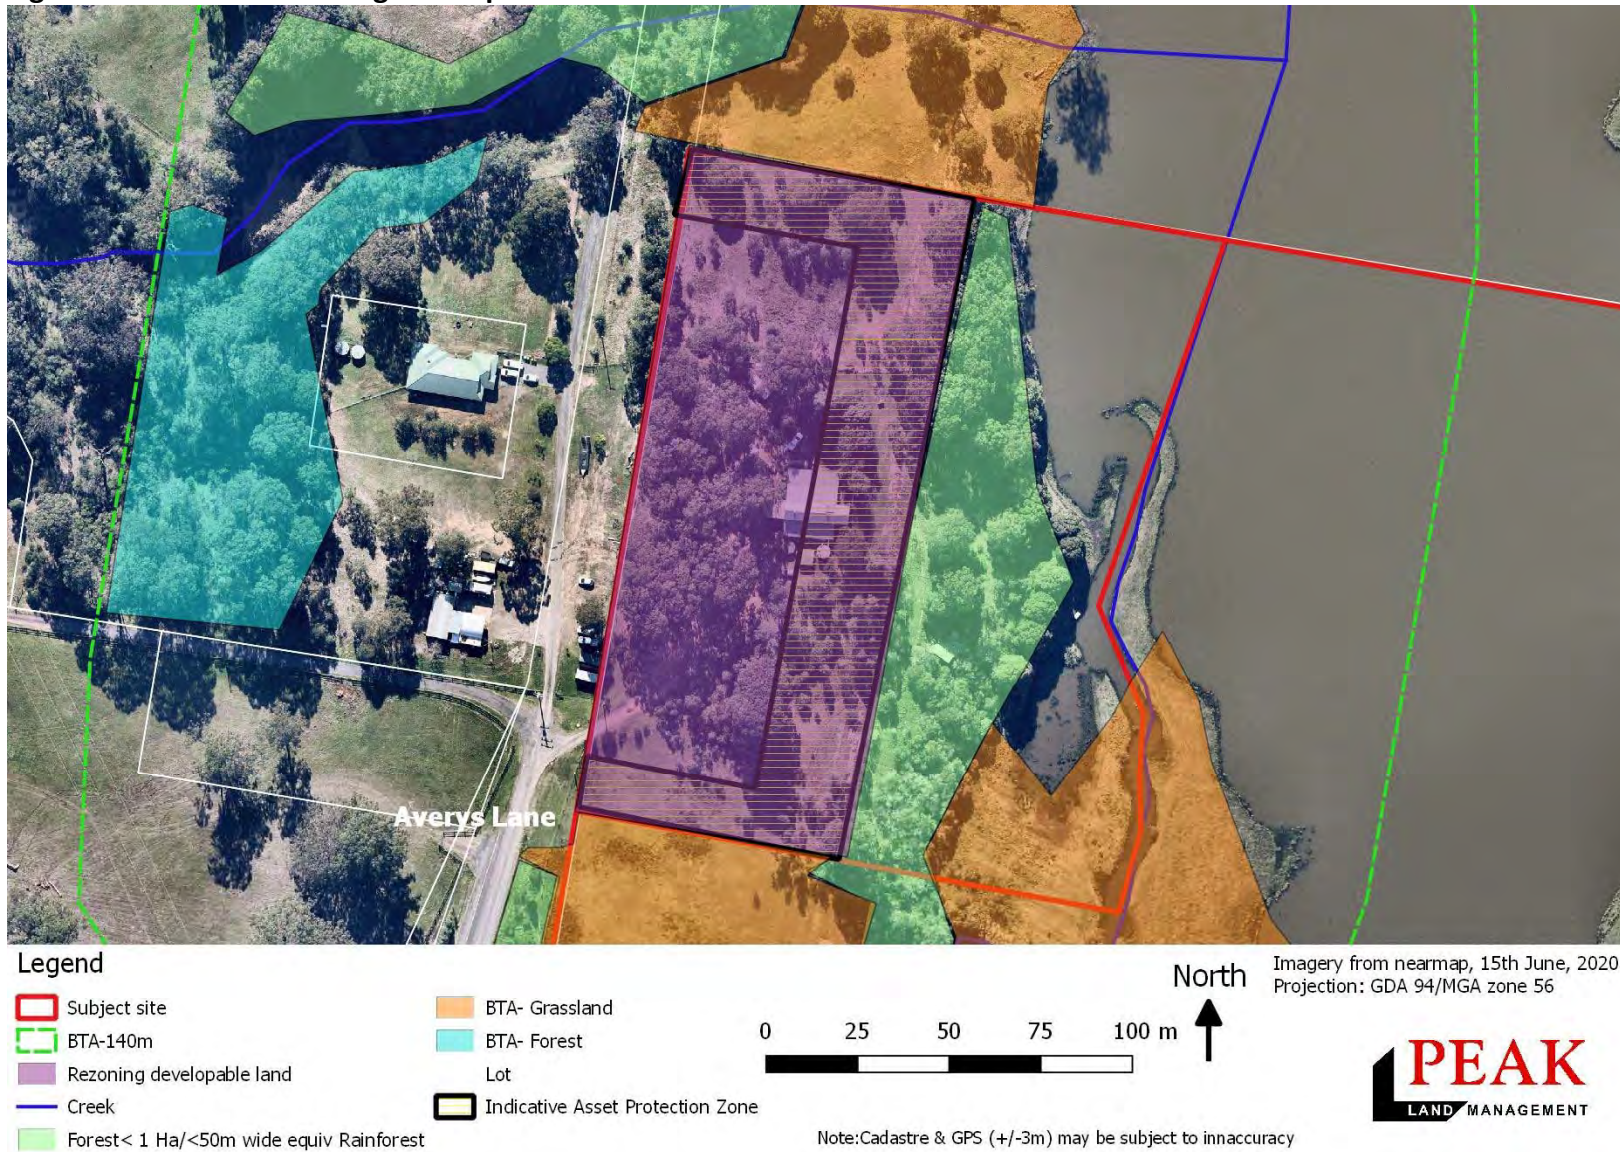 Averys Lane
Legend
Subject site
BTA-140m
Rezoning developable land
Creek
Forest< 1 Ha/<50m wide equiv Rainforest
BTA- Grassland
BTA- Forest
Lot
Indicative Asset Protection Zone
0 25 50 75 100 m
North
Imagery from nearmap, 15th June, 2020
Projection: GDA 94/MGA zone 56
PEAK
LAND MANAGEMENT
Note:Cadastre & GPS (+/-3m) may be subject to innaccuracy